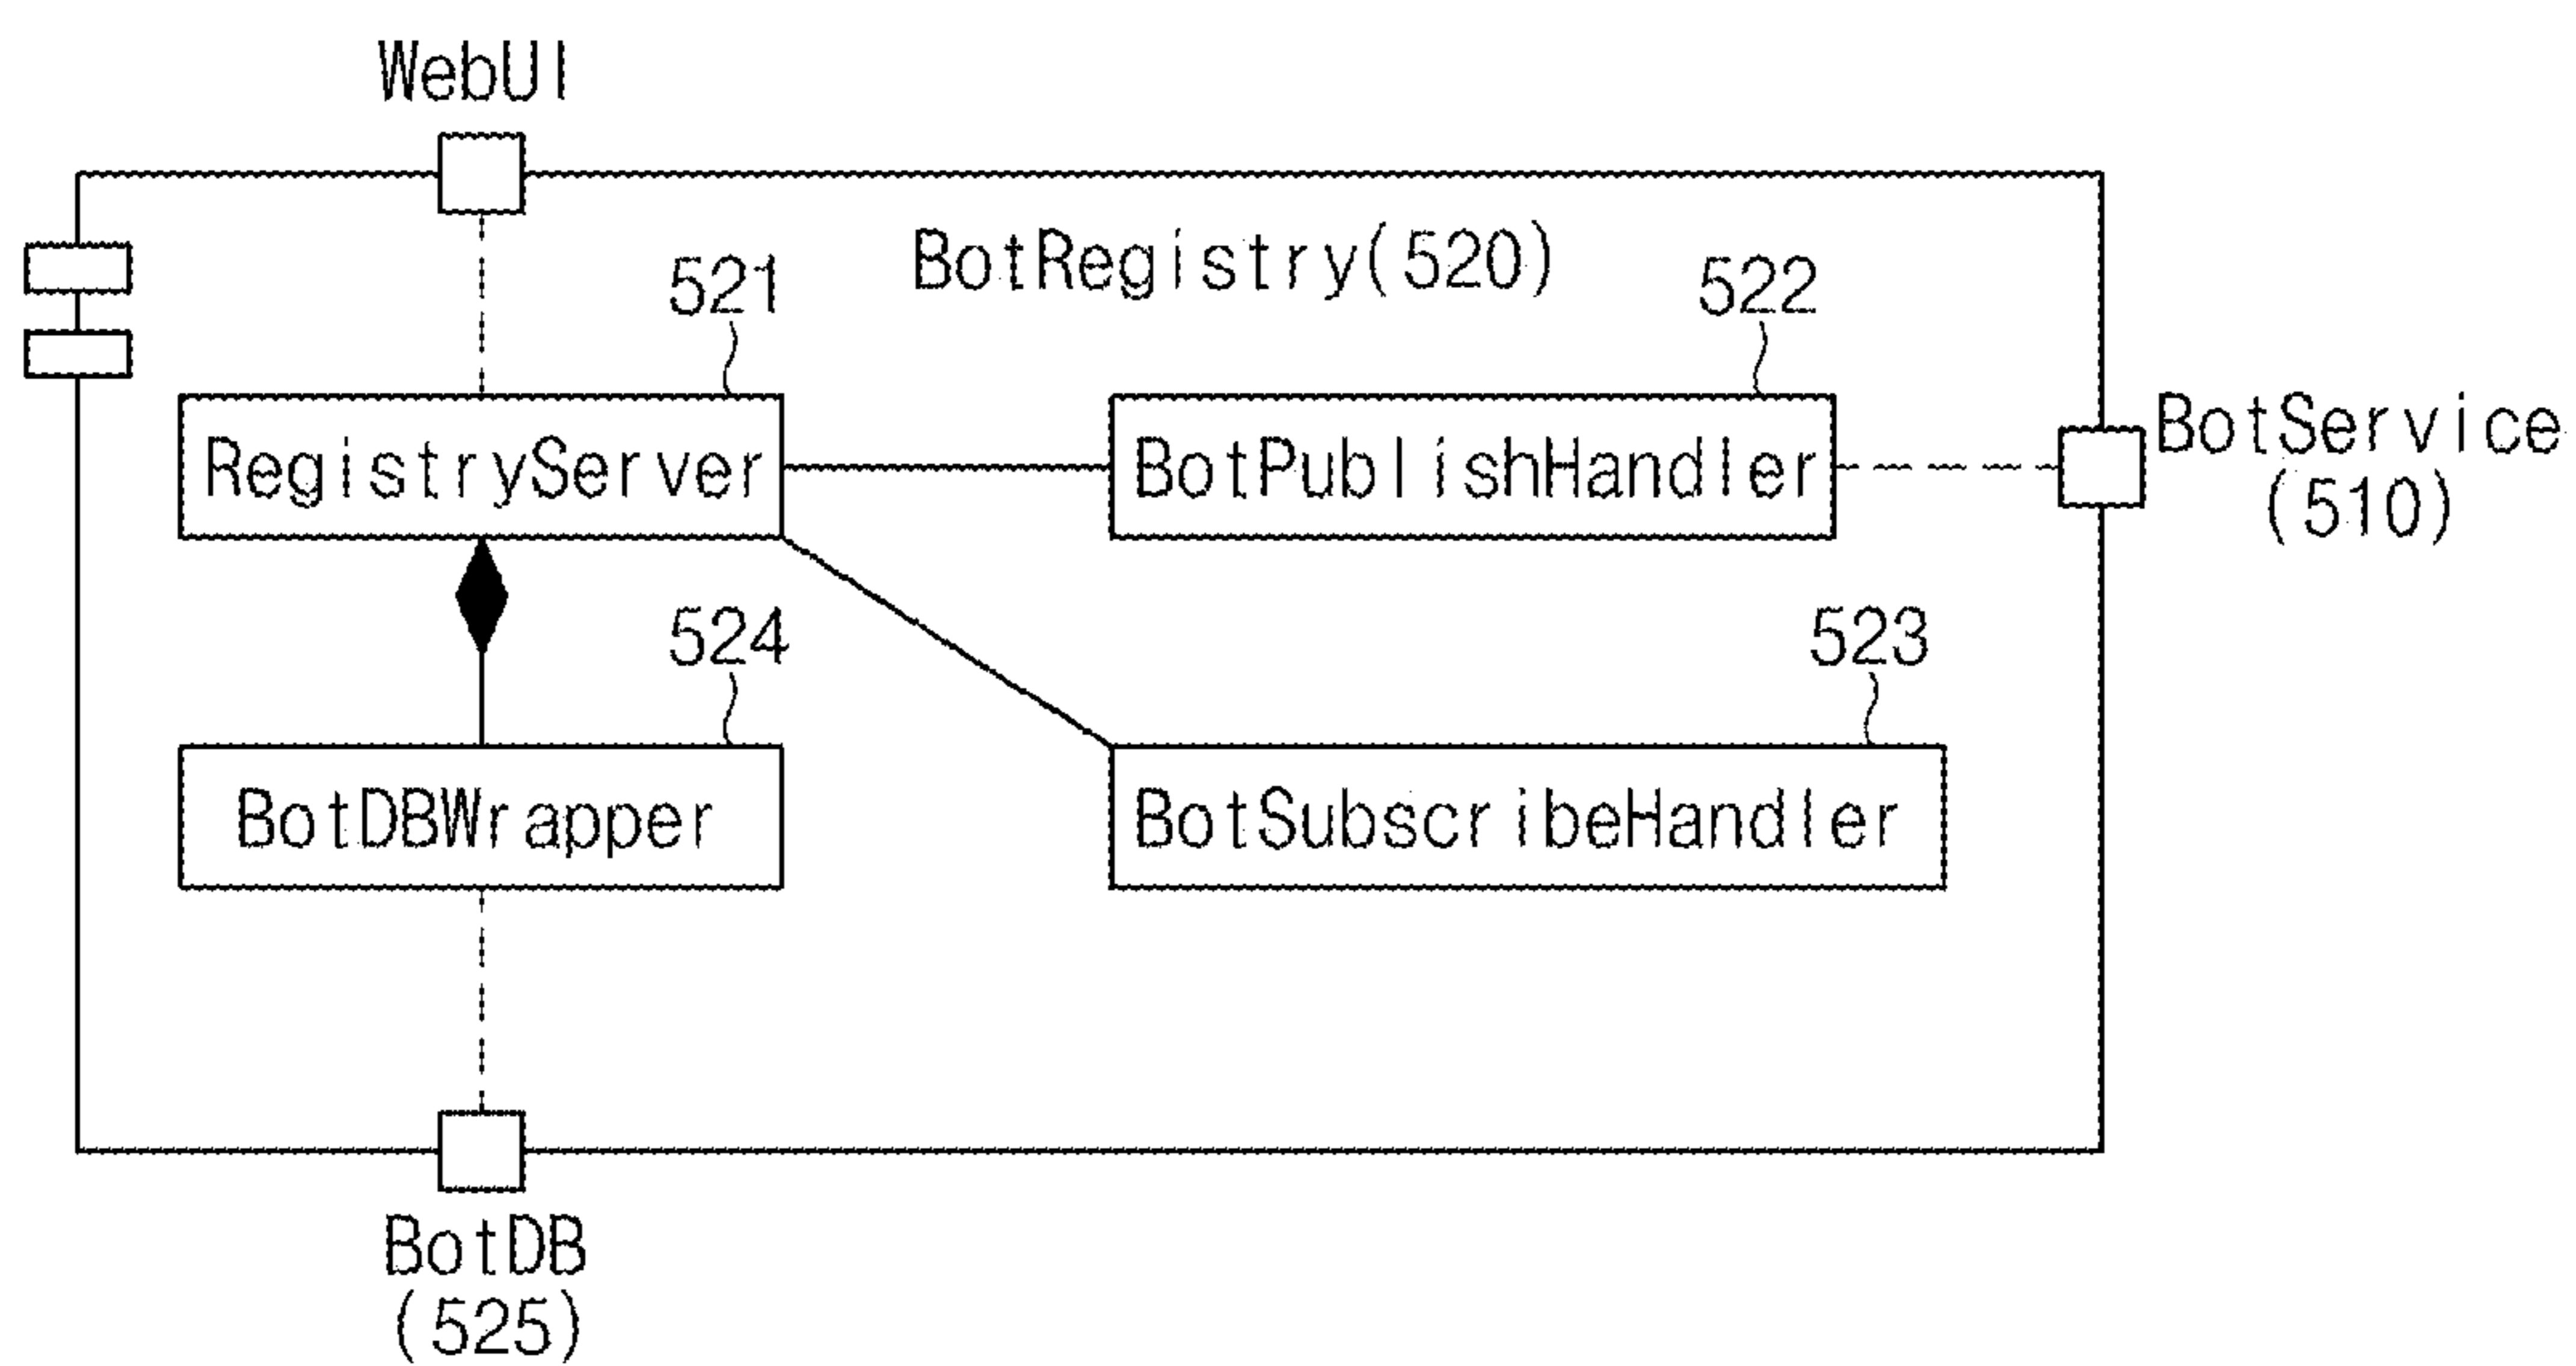 WebUI
BotRegistry(520)
521
522
RegistryServer
BotPublishHandler
BotService
(510)
524
523
BotDBWrapper
BotSubscribeHandler
BotDB
(525)